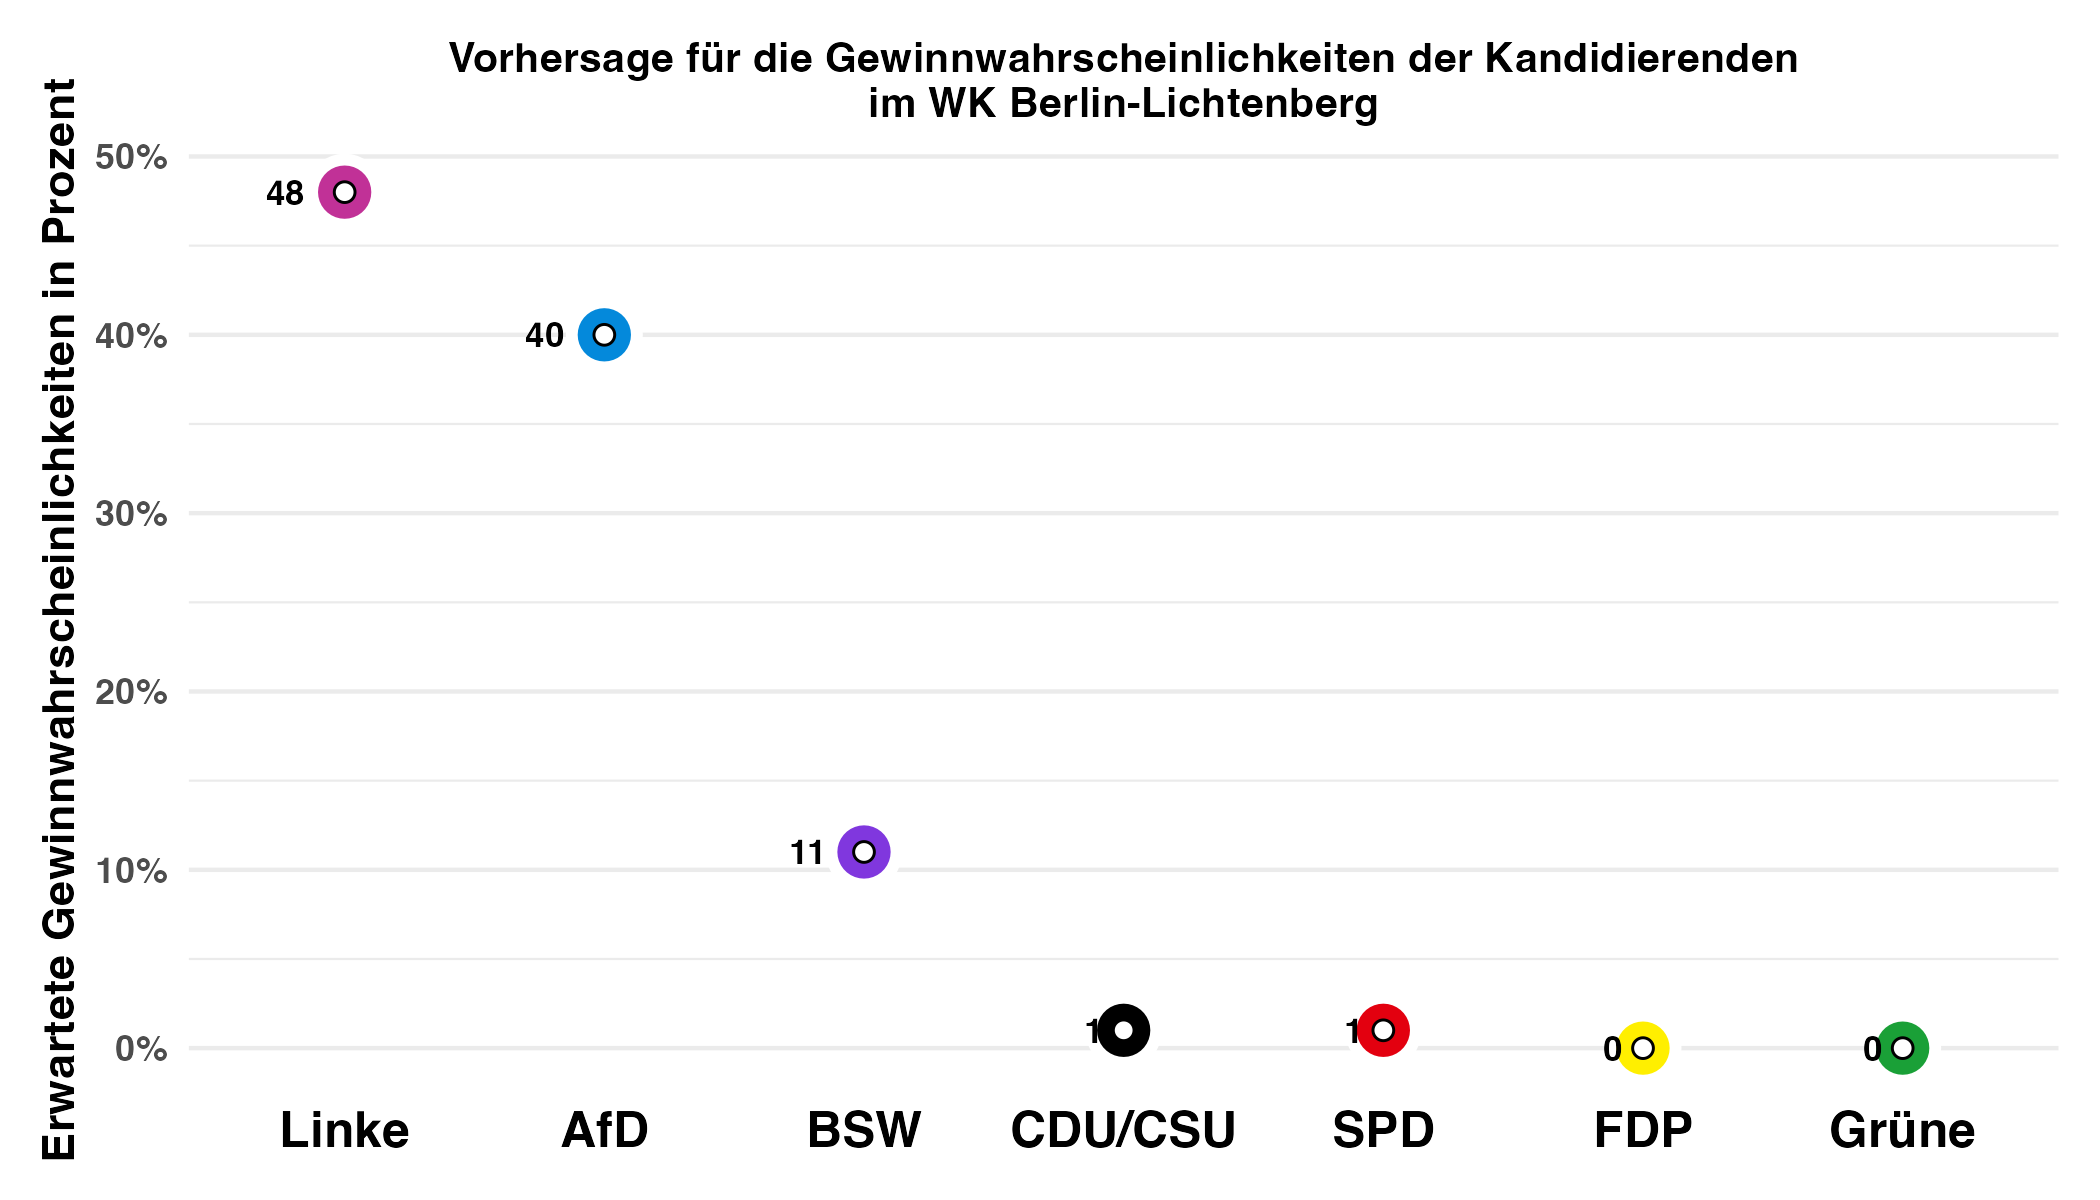 Vorhersage für die Gewinnwahrscheinlichkeiten der Kandidierenden
im WK Berlin-Lichtenberg
Erwartete Gewinnwahrscheinlichkeiten in Prozent
50%
48
40%
40
30%
20%
10%
11
0%
1
1
0
0
Linke
AfD
BSW
CDU/CSU
SPD
FDP
Grüne